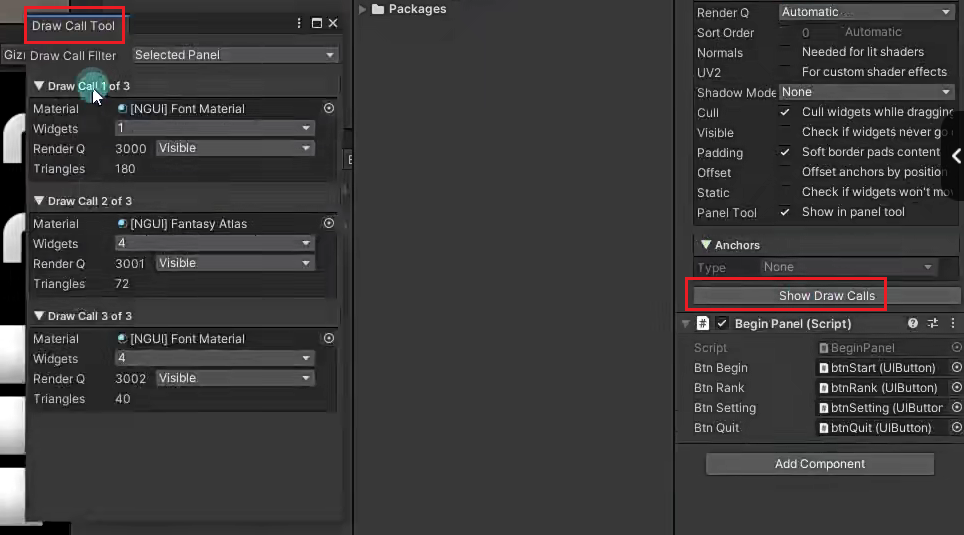 Draw Call Tool
Giz
Draw Call Filter Selected Panel
Draw Call 1 of 3
Material [NGUI] Font Material
Widgets 1
Render Q 3000 Visible
Triangles 180
Draw Call 2 of 3
Material [NGUI] Fantasy Atlas
Widgets 4
Render Q 3001 Visible
Triangles 72
Draw Call 3 of 3
Material [NGUI] Font Material
Widgets 4
Render Q 3002 Visible
Triangles 40
Packages
Render Q Automatic
Sort Order 0 Automatic
Normals Needed for lit shaders
UV2 For custom shader effects
Shadow Mode None
Cull Cull widgets while dragging
Visible Check if widgets never go
Padding Soft border pads content
Offset Offset anchors by position
Static Check if widgets won't mo
Panel Tool Show in panel tool
Anchors
Type None
Show Draw Calls
# Begin Panel (Script)
Script BeginPanel
Btn Begin btnStart (UIButton)
Btn Rank btnRank (UIButton)
Btn Setting btnSetting (UIButton
Btn Quit btnQuit (UIButton)
Add Component